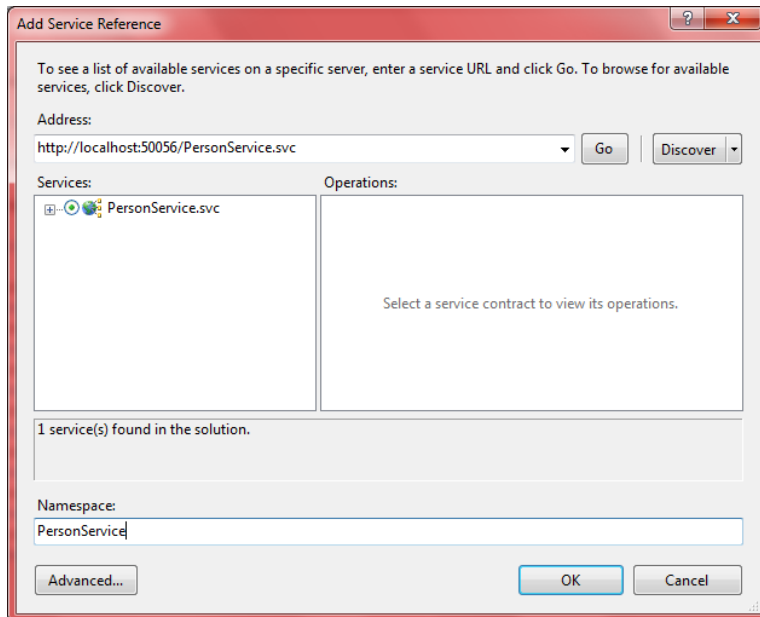 Add Service Reference
To see a list of available services on a specific server, enter a service URL and click Go. To browse for available
services, click Discover.
Address:
http://localhost:50056/PersonService.svc
Go
Discover
Services:
Operations:
PersonService.svc
Select a service contract to view its operations.
1 service(s) found in the solution.
Namespace:
PersonService
Advanced...
OK
Cancel